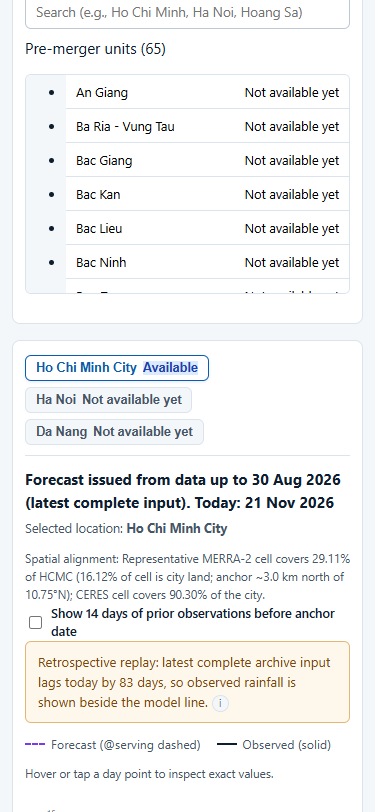 Search (e.g., Ho Chi Minh, Ha Noi, Hoang Sa)
Pre-merger units (65)
An Giang Not available yet
Ba Ria - Vung Tau Not available yet
Bac Giang Not available yet
Bac Kan Not available yet
Bac Lieu Not available yet
Bac Ninh Not available yet
Ho Chi Minh City Available
Ha Noi Not available yet
Da Nang Not available yet
Forecast issued from data up to 30 Aug 2026
(latest complete input). Today: 21 Nov 2026
Selected location: Ho Chi Minh City
Spatial alignment: Representative MERRA-2 cell covers 29.11%
of HCMC (16.12% of cell is city land; anchor ~3.0 km north of
10.75°N); CERES cell covers 90.30% of the city.
Show 14 days of prior observations before anchor
date
Retrospective replay: latest complete archive input
lags today by 83 days, so observed rainfall is
shown beside the model line. i
Forecast (@serving dashed) Observed (solid)
Hover or tap a day point to inspect exact values.